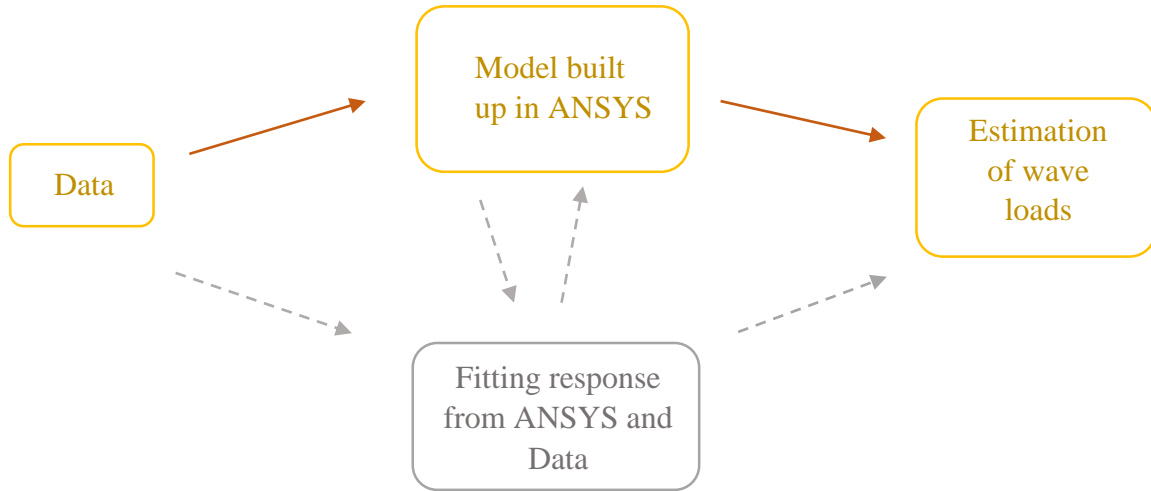 Data
Model built
up in ANSYS
Estimation
of wave
loads
Fitting response
from ANSYS and
Data